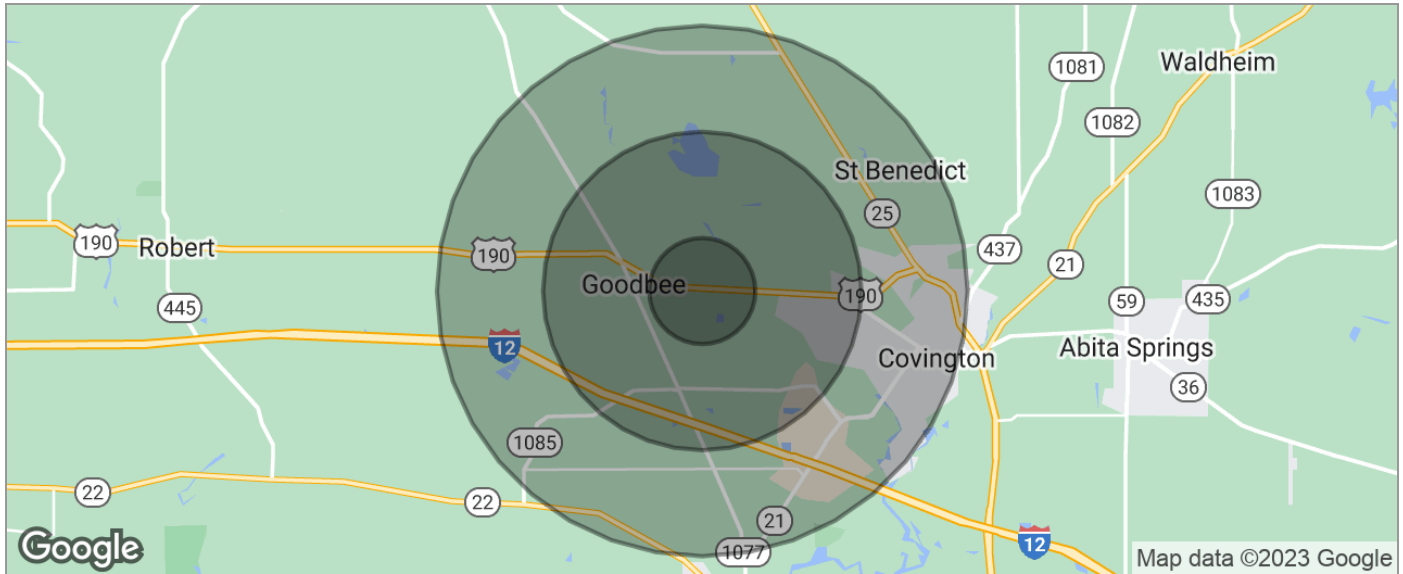 1081
Waldheim
1082
St Benedict
1083
25
190
Robert
190
437
21
Goodbee
190
59
435
445
12
Covington
Abita Springs
36
1085
22
22
21
1077
12
Google
Map data ©2023 Google